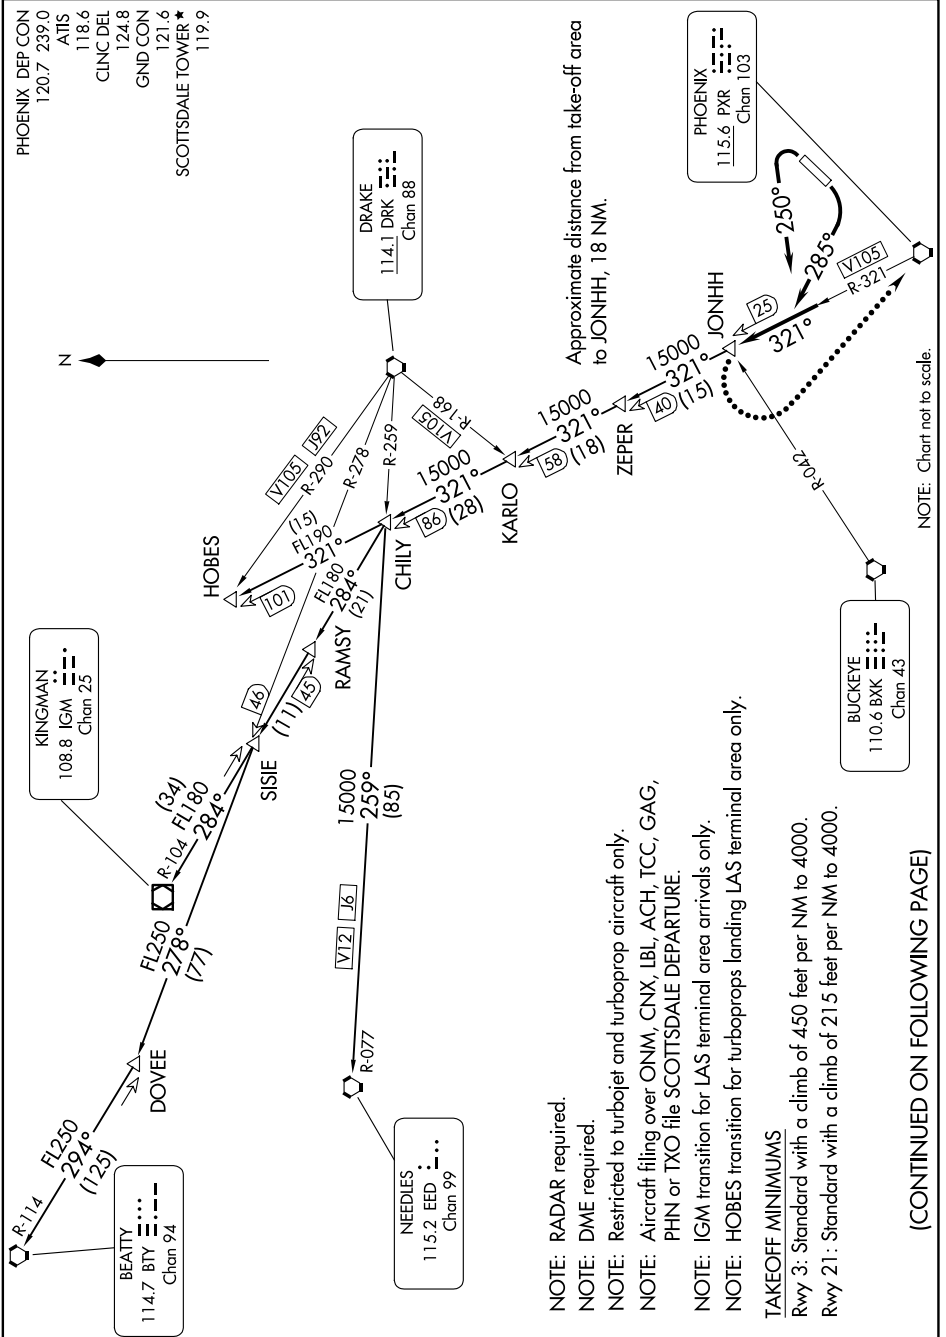 PHOENIX DEP CON
120.7 239.0
ATIS
118.6
CLNC DEL
124.8
GND CON
121.6
SCOTTSDALE TOWER★
119.9
N
DRAKE
114.1 DRK
Chan 88
PHOENIX
115.6 PXR
Chan 103
Approximate distance from take-off area
to JONHH, 18 NM.
250°
285°
V105
R-321
321°
25
JONHH
15000
321°
(15)
40
ZEPER
15000
321°
(18)
58
KARLO
R-168
V105
15000
321°
(28)
86
CHILY
R-259
R-278
R-290
V105
J92
HOBES
(15)
FL190
321°
101
FL180
284°
(21)
RAMSY
45
(11)
46
SISIE
KINGMAN
108.8 IGM
Chan 25
(34)
FL180
284°
R-104
FL250
278°
(77)
DOVEE
FL250
294°
(125)
R-114
BEATTY
114.7 BTY
Chan 94
15000
259°
(85)
V12
J6
R-077
NEEDLES
115.2 EED
Chan 99
R-042
BUCKEYE
110.6 BXK
Chan 43
NOTE: Chart not to scale.
NOTE: RADAR required.
NOTE: DME required.
NOTE: Restricted to turbojet and turboprop aircraft only.
NOTE: Aircraft filing over ONM, CNX, LBL, ACH, TCC, GAG,
PHN or TXO file SCOTTSDALE DEPARTURE.
NOTE: IGM transition for LAS terminal area arrivals only.
NOTE: HOBES transition for turboprops landing LAS terminal area only.
TAKEOFF MINIMUMS
Rwy 3: Standard with a climb of 450 feet per NM to 4000.
Rwy 21: Standard with a climb of 215 feet per NM to 4000.
(CONTINUED ON FOLLOWING PAGE)